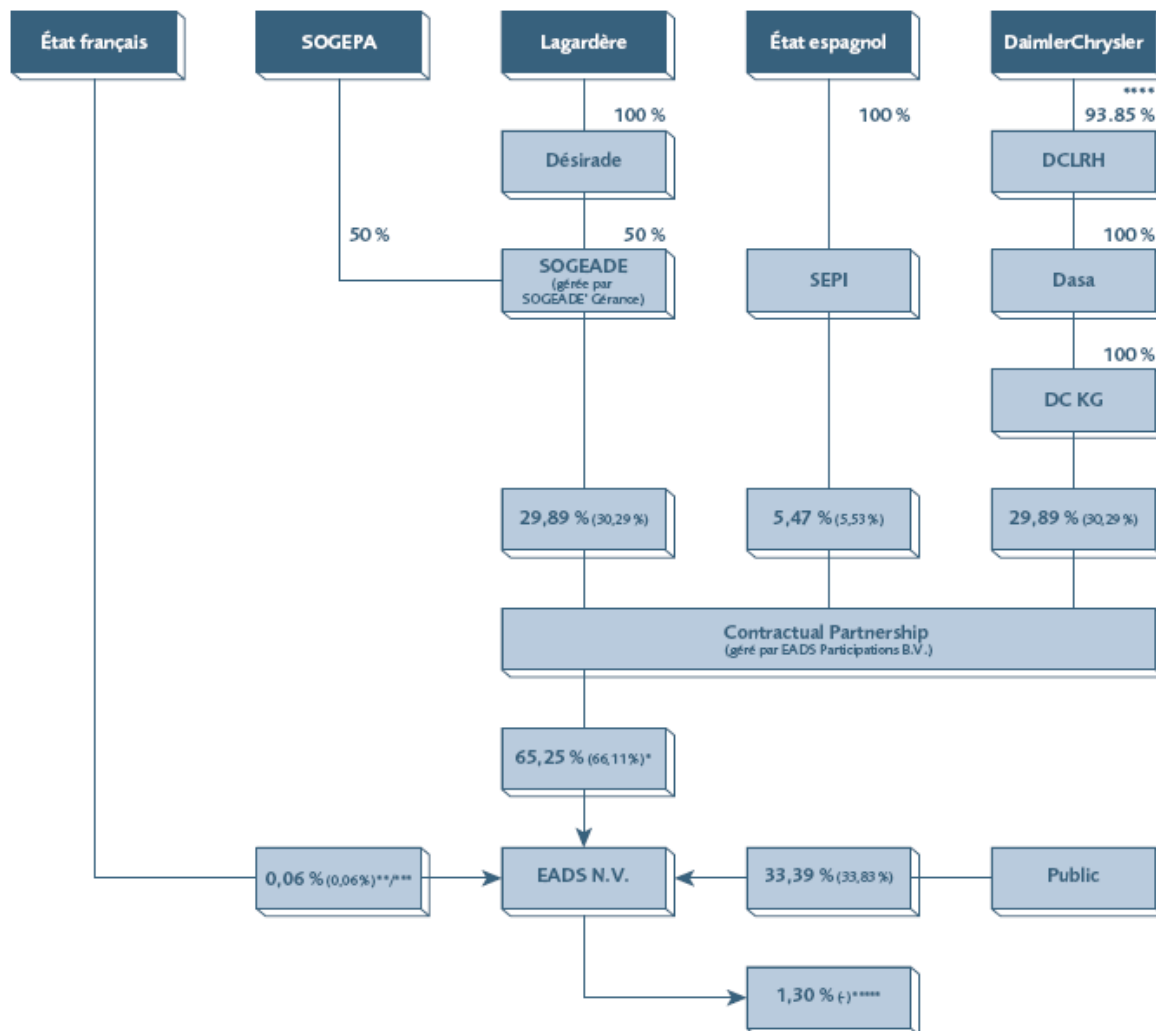 État français
SOGEPA
Lagardère
État espagnol
DaimlerChrysler
****
100 %
100 %
93.85 %
Désirade
DCLRH
50 %
50 %
100 %
SOGEADE
(gérée par
SOGEADE' Gérance)
SEPI
Dasa
100 %
DC KG
29,89 % (30,29 %)
5,47 % (5,53 %)
29,89 % (30,29 %)
Contractual Partnership
(géré par EADS Participations B.V.)
65,25 % (66,11%)*
0,06 % (0,06%)**/***
EADS N.V.
33,39 % (33,83 %)
Public
1,30 % (-)*****